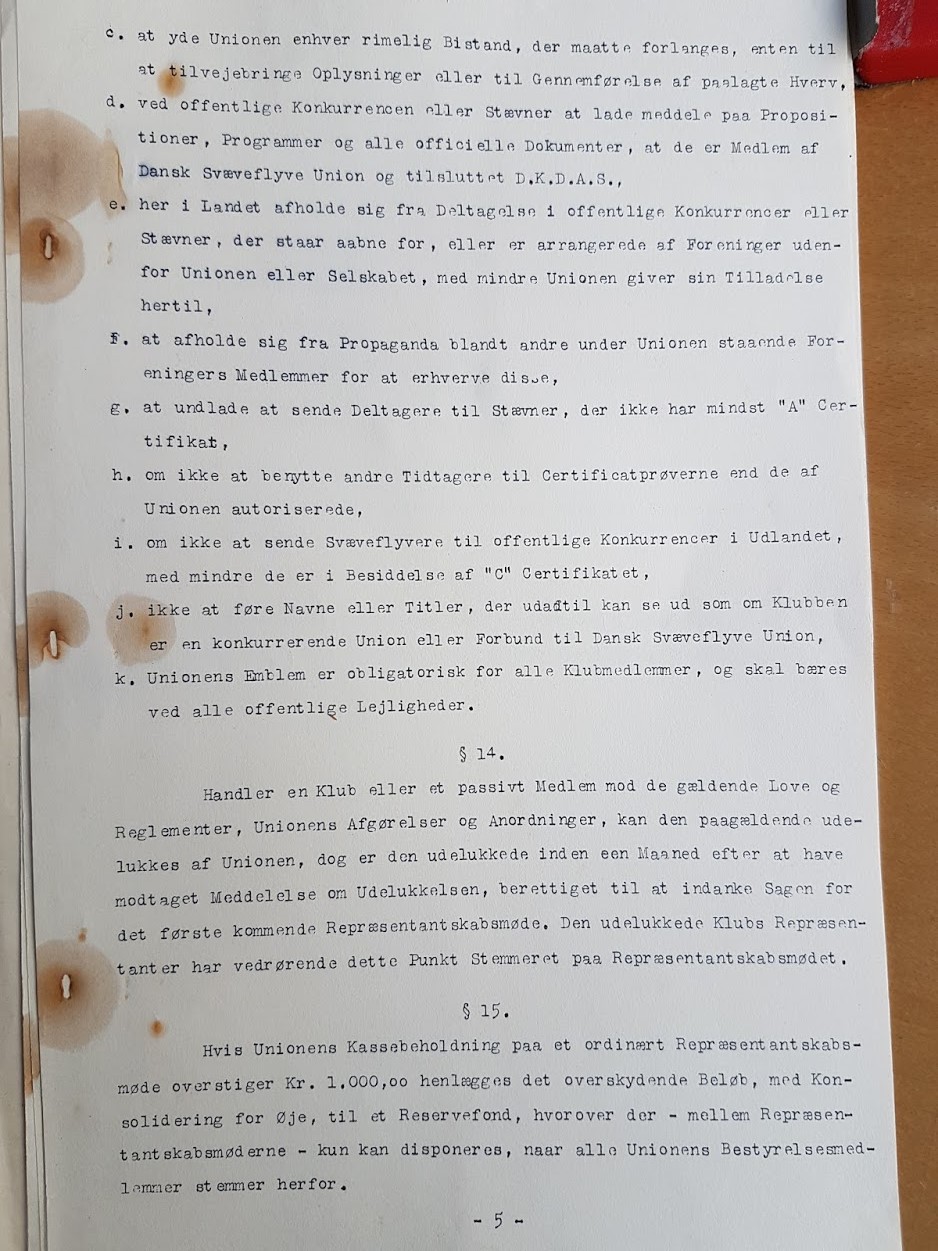 c. at yde Unionen enhver rimelig Bistand, der maatte forlanges, enten til
at tilvejebringe Oplysninger eller til Gennemførelse af paalagte Hverv,
d. ved offentlige Konkurrencen eller Stævner at lade meddele paa Proposi-
tioner, Programmer og alle officielle Dokumenter, at de er Medlem af
Dansk Svæveflyve Union og tilsluttet D.K.D.A.S.,
e. her i Landet afholde sig fra Deltagelse i offentlige Konkurrencer eller
Stævner, der staar aabne for, eller er arrangerede af Foreninger uden-
for Unionen eller Selskabet, med mindre Unionen giver sin Tilladelse
hertil,
f. at afholde sig fra Propaganda blandt andre under Unionen staaende For-
eningers Medlemmer for at erhverve disse,
g. at undlade at sende Deltagere til Stævner, der ikke har mindst "A" Cer-
tifikat,
h. om ikke at benytte andre Tidtagere til Certificatprøverne end de af
Unionen autoriserede,
i. om ikke at sende Svæveflyvere til offentlige Konkurrencer i Udlandet,
med mindre de er i Besiddelse af "C" Certifikatet,
j. ikke at føre Navne eller Titler, der udadtil kan se ud som om Klubben
er en konkurrerende Union eller Forbund til Dansk Svæveflyve Union,
k. Unionens Emblem er obligatorisk for alle Klubmedlemmer, og skal bæres
ved alle offentlige Lejligheder.
§ 14.
Handler en Klub eller et passivt Medlem mod de gældende Love og
Reglementer, Unionens Afgørelser og Anordninger, kan den paagældende ude-
lukkes af Unionen, dog er den udelukkede inden een Maaned efter at have
modtaget Meddelelse om Udelukkelsen, berettiget til at indanke Sagen for
det første kommende Repræsentantskabsmøde. Den udelukkede Klubs Repræsen-
tanter har vedrørende dette Punkt Stemmeret paa Repræsentantskabsmødet.
§ 15.
Hvis Unionens Kassebeholdning paa et ordinært Repræsentantskabs-
møde overstiger Kr. 1.000,oo henlægges det overskydende Beløb, med Kon-
solidering for Øje, til et Reservefond, hvorover der - mellem Repræsen-
tantskabsmøderne - kun kan disponeres, naar alle Unionens Bestyrelsesmed-
lemmer stemmer herfor.
- 5 -